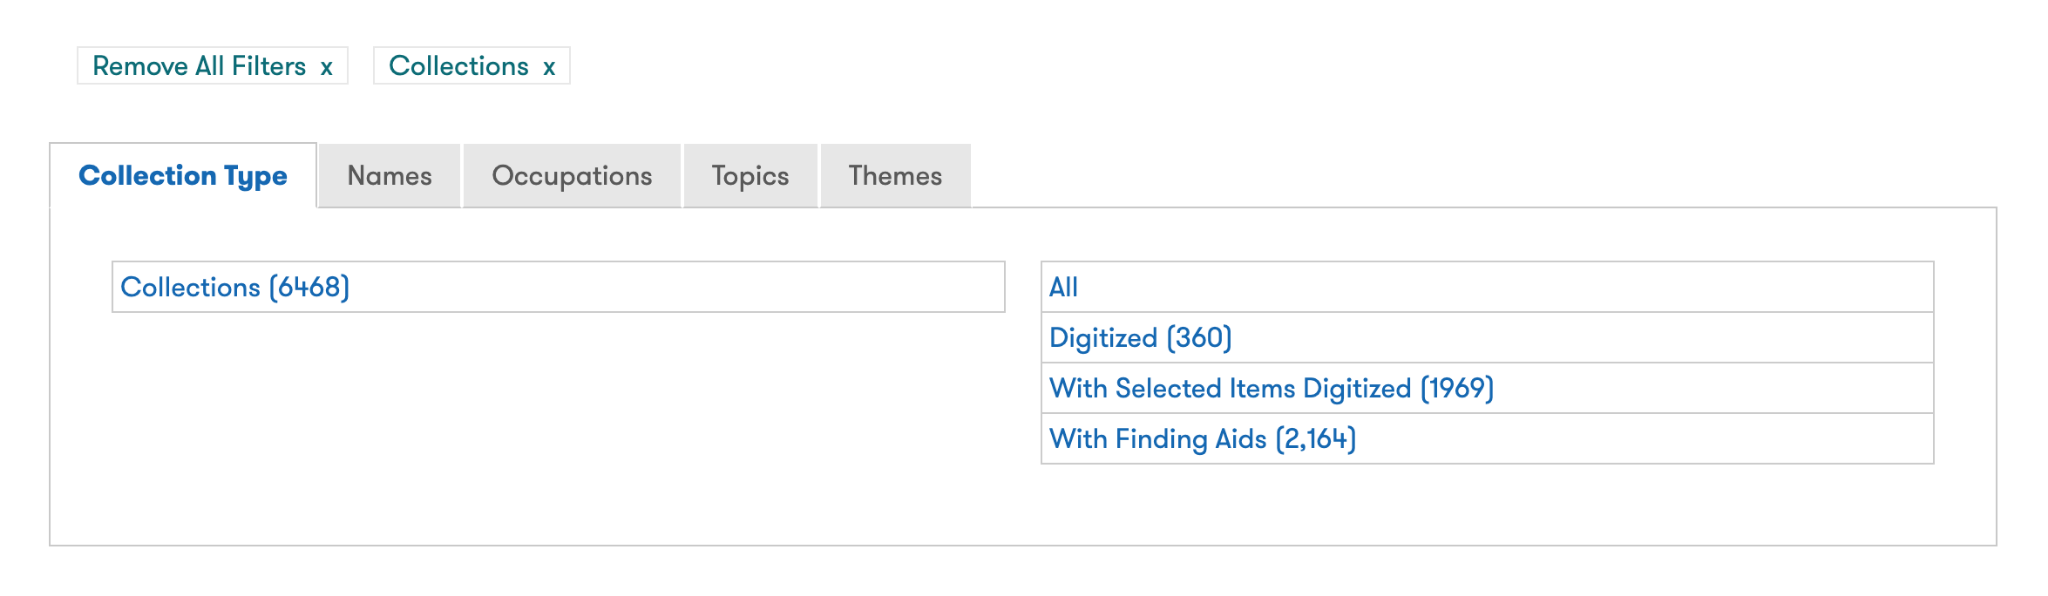 Remove All Filters x Collections x
Collection Type Names Occupations Topics Themes
Collections (6468)
All
Digitized (360)
With Selected Items Digitized (1969)
With Finding Aids (2,164)